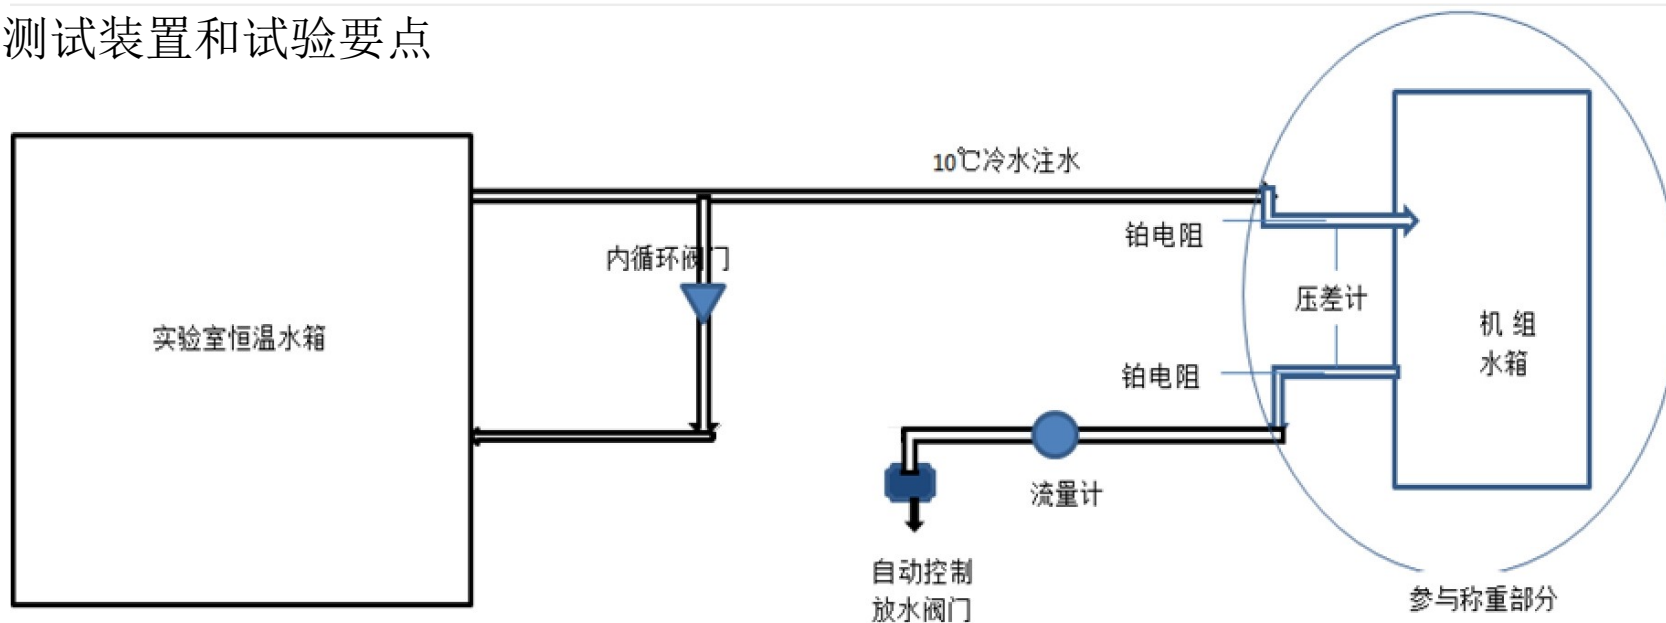 测试装置和试验要点
10℃冷水注水
铂电阻
内循环阀门
压差计
实验室恒温水箱
机 组
水箱
铂电阻
流量计
自动控制
放水阀门
参与称重部分